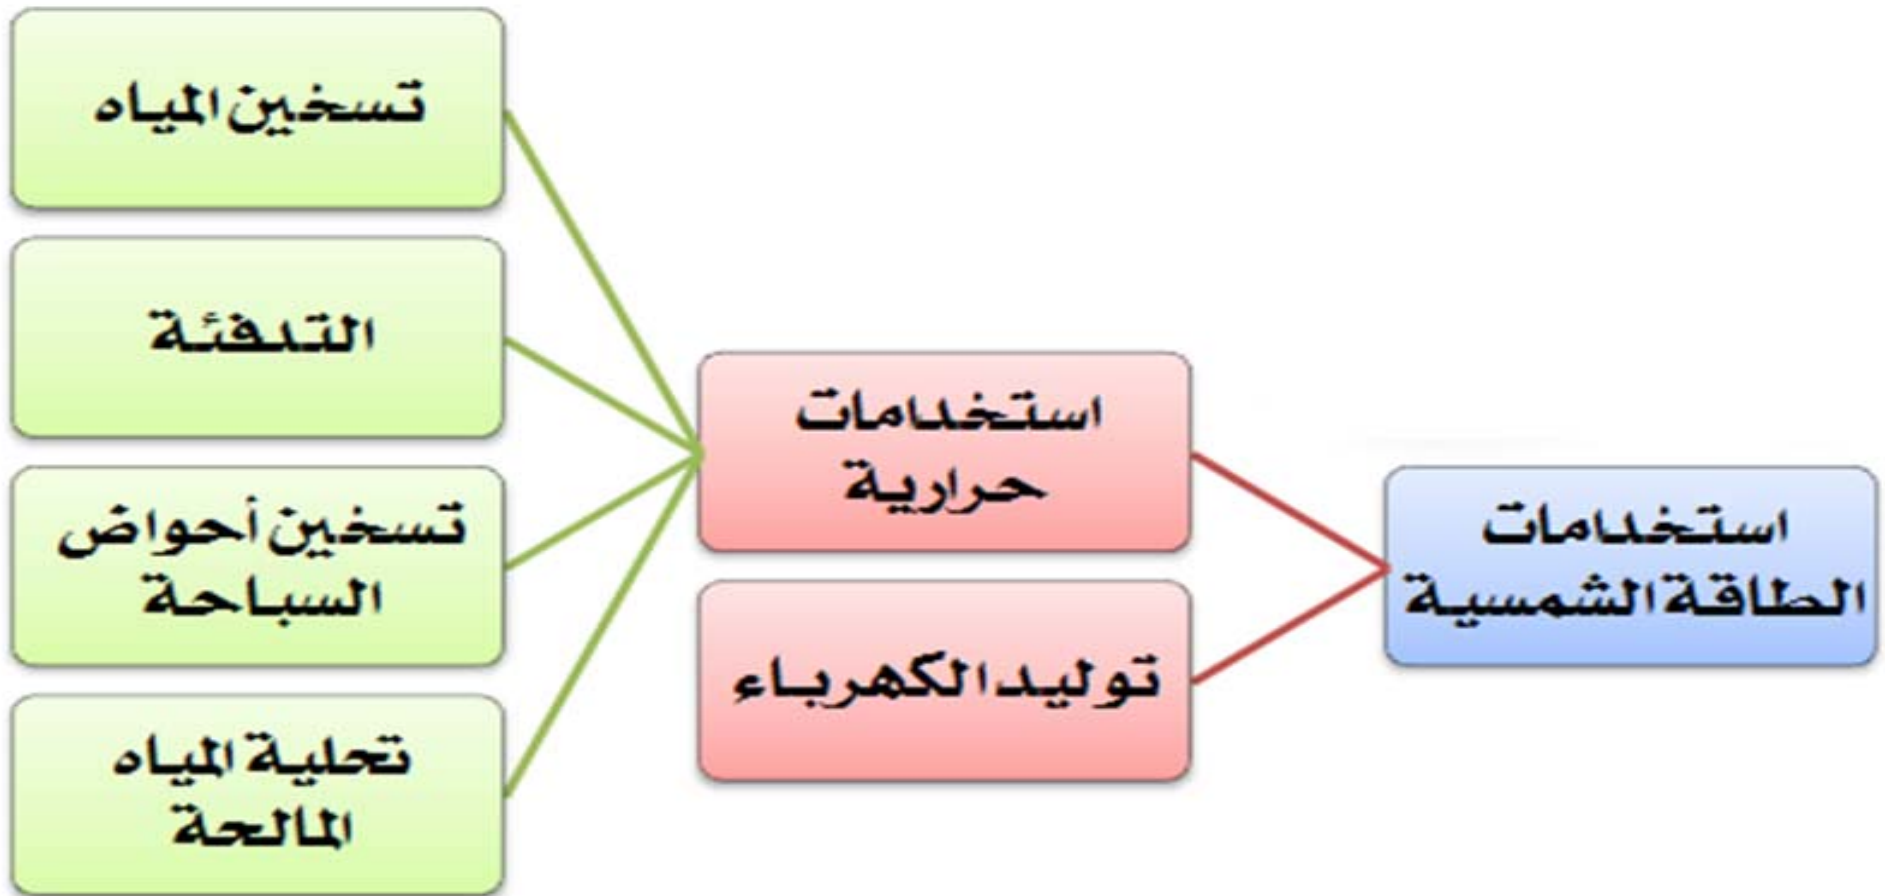 استخدامات
الطاقة الشمسية
استخدامات
حرارية
توليد الكهرباء
تسخين المياه
التدفئة
تسخين أحواض
السباحة
تحلية المياه
المالحة